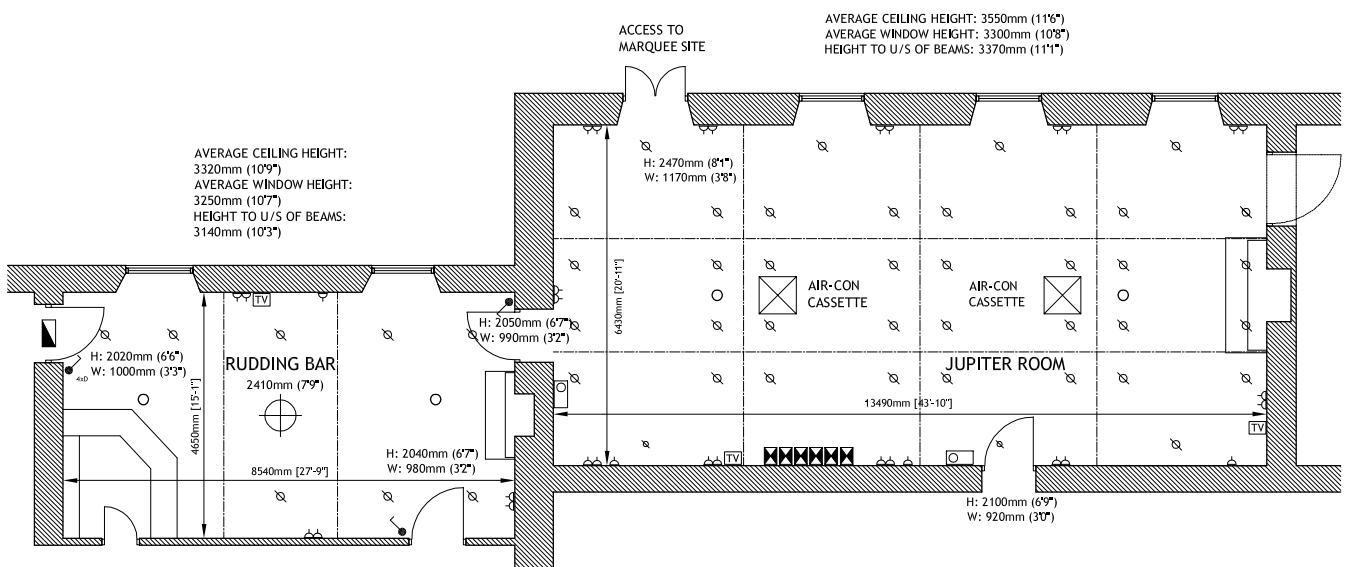 AVERAGE CEILING HEIGHT: 3550mm (11'6")
AVERAGE WINDOW HEIGHT: 3300mm (10'8")
HEIGHT TO U/S OF BEAMS: 3370mm (11'1")
ACCESS TO
MARQUEE SITE
AVERAGE CEILING HEIGHT:
3320mm (10'9")
AVERAGE WINDOW HEIGHT:
3250mm (10'7")
HEIGHT TO U/S OF BEAMS:
3140mm (10'3")
H: 2470mm (8'1")
W: 1170mm (3'8")
AIR-CON
CASSETTE
AIR-CON
CASSETTE
6430mm [20'-11"]
TV
H: 2050mm (6'7")
W: 990mm (3'2")
H: 2020mm (6'6")
W: 1000mm (3'3")
4xD
RUDDING BAR
2410mm (7'9")
4650mm [15'-1"]
JUPITER ROOM
13490mm [43'-10"]
TV
H: 2040mm (6'7")
W: 980mm (3'2")
TV
8540mm [27'-9"]
H: 2100mm (6'9")
W: 920mm (3'0")